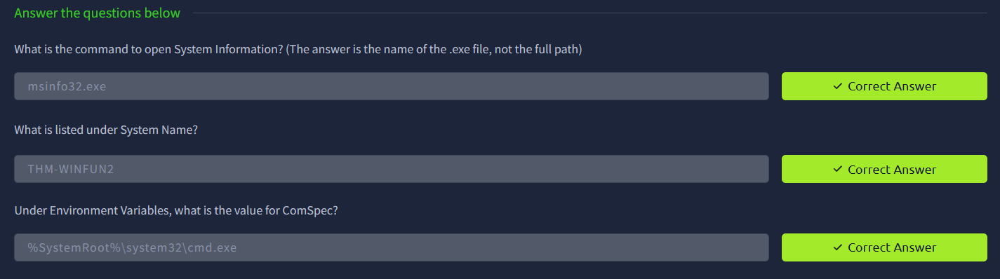 Answer the questions below
What is the command to open System Information? (The answer is the name of the .exe file, not the full path)
msinfo32.exe
✓ Correct Answer
What is listed under System Name?
THM-WINFUN2
✓ Correct Answer
Under Environment Variables, what is the value for ComSpec?
%SystemRoot%\system32\cmd.exe
✓ Correct Answer